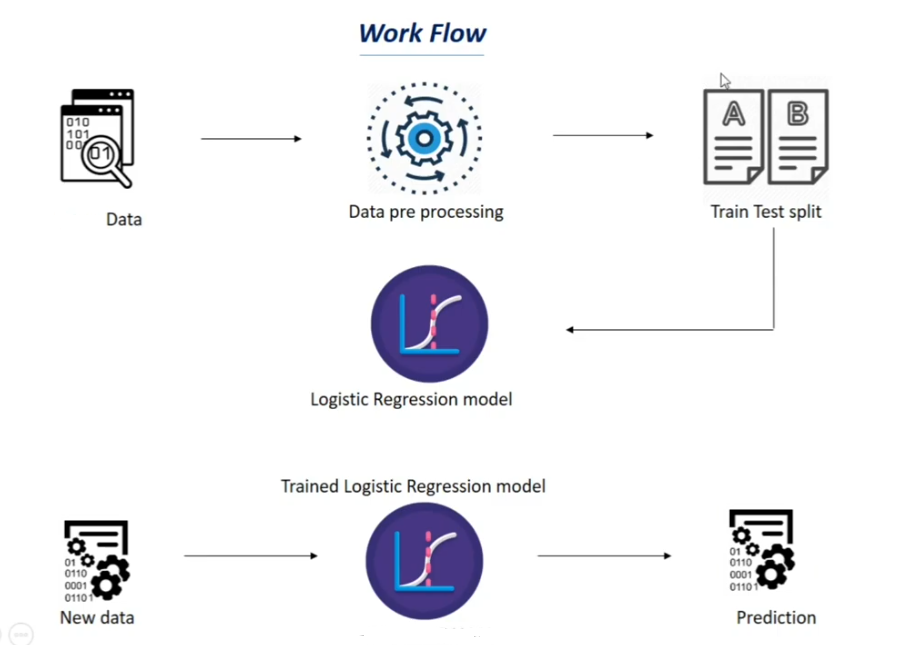 Work Flow
010
101
00
01
A
B
Data
Data pre processing
Train Test split
Logistic Regression model
Trained Logistic Regression model
01
0110
0001
01101
01
0110
0001
01101
New data
Prediction